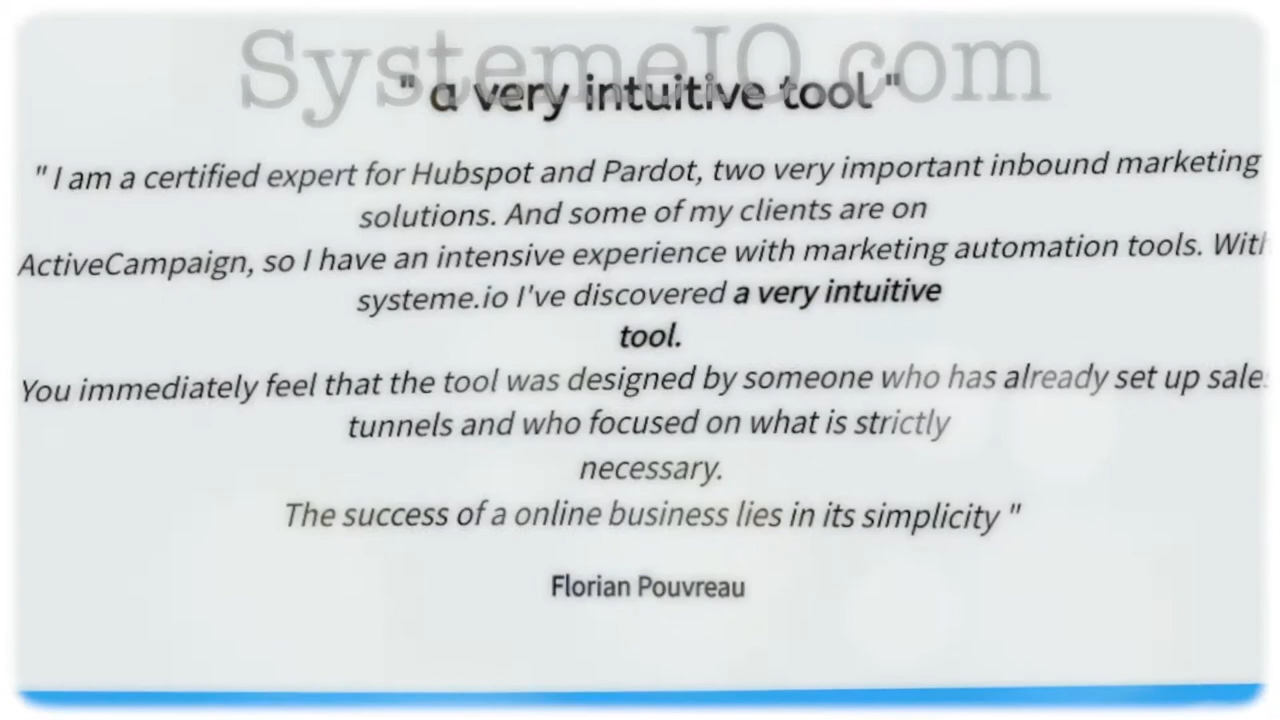 SystemeIO.com
" a very intuitive tool "
" I am a certified expert for Hubspot and Pardot, two very important inbound marketing
solutions. And some of my clients are on
ActiveCampaign, so I have an intensive experience with marketing automation tools. With
systeme.io I've discovered a very intuitive
tool.
You immediately feel that the tool was designed by someone who has already set up sales
tunnels and who focused on what is strictly
necessary.
The success of a online business lies in its simplicity "
Florian Pouvreau